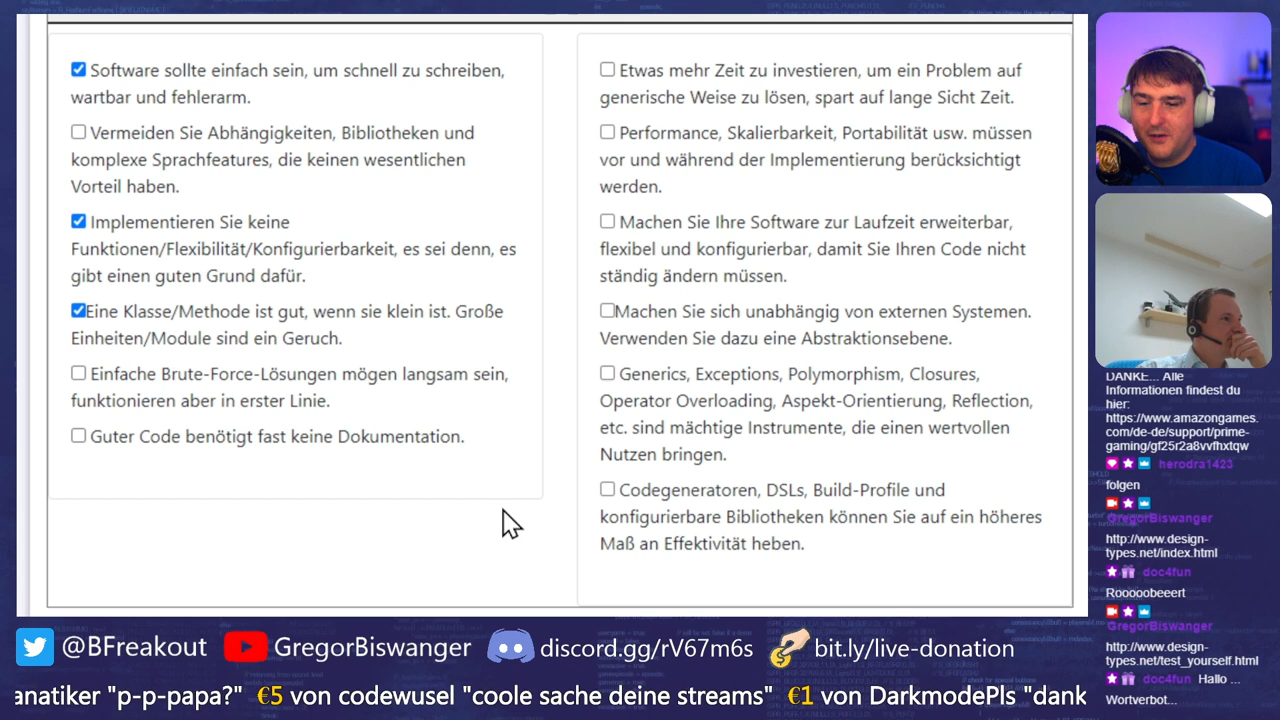 Software sollte einfach sein, um schnell zu schreiben,
wartbar und fehlerarm.
Vermeiden Sie Abhängigkeiten, Bibliotheken und
komplexe Sprachfeatures, die keinen wesentlichen
Vorteil haben.
Implementieren Sie keine
Funktionen/Flexibilität/Konfigurierbarkeit, es sei denn, es
gibt einen guten Grund dafür.
Eine Klasse/Methode ist gut, wenn sie klein ist. Große
Einheiten/Module sind ein Geruch.
Einfache Brute-Force-Lösungen mögen langsam sein,
funktionieren aber in erster Linie.
Guter Code benötigt fast keine Dokumentation.
Etwas mehr Zeit zu investieren, um ein Problem auf
generische Weise zu lösen, spart auf lange Sicht Zeit.
Performance, Skalierbarkeit, Portabilität usw. müssen
vor und während der Implementierung berücksichtigt
werden.
Machen Sie Ihre Software zur Laufzeit erweiterbar,
flexibel und konfigurierbar, damit Sie Ihren Code nicht
ständig ändern müssen.
Machen Sie sich unabhängig von externen Systemen.
Verwenden Sie dazu eine Abstraktionsebene.
Generics, Exceptions, Polymorphism, Closures,
Operator Overloading, Aspekt-Orientierung, Reflection,
etc. sind mächtige Instrumente, die einen wertvollen
Nutzen bringen.
Codegeneratoren, DSLs, Build-Profile und
konfigurierbare Bibliotheken können Sie auf ein höheres
Maß an Effektivität heben.
DANKE... Alle
Informationen findest du
hier:
https://www.amazongames.
com/de-de/support/prime-
gaming/gf25r2a8vvfhxtqw
herodra1423
folgen
GregorBiswanger
http://www.design-
types.net/index.html
doc4fun
Rooooobeeert
GregorBiswanger
http://www.design-
types.net/test_yourself.html
doc4fun Hallo ...
Wortverbot...
@BFreakout GregorBiswanger discord.gg/rV67m6s bit.ly/live-donation
anatiker "p-p-papa?" €5 von codewusel "coole sache deine streams" €1 von DarkmodePls "dank